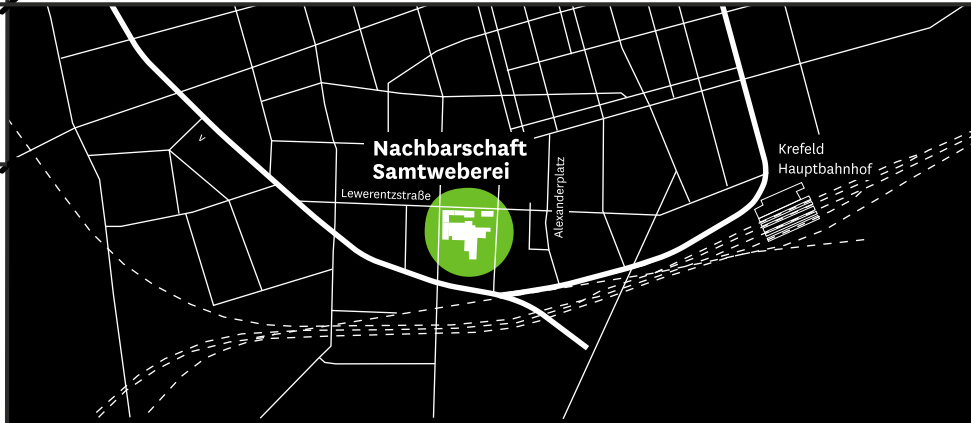 Nachbarschaft
Samtweberei
Lewerentzstraße
Alexanderplatz
Krefeld
Hauptbahnhof